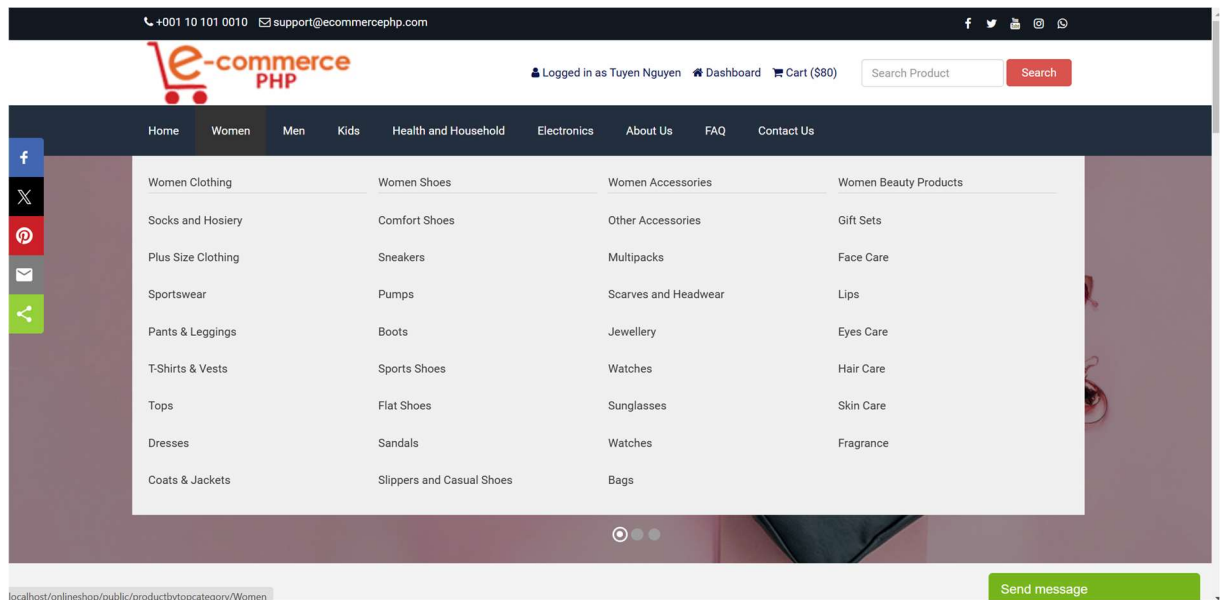 +001 10 101 0010 support@ecommercephp.com
e-commerce
PHP
Logged in as Tuyen Nguyen Dashboard Cart ($80) Search Product Search
Home Women Men Kids Health and Household Electronics About Us FAQ Contact Us
Women Clothing Women Shoes Women Accessories Women Beauty Products
Socks and Hosiery Comfort Shoes Other Accessories Gift Sets
Plus Size Clothing Sneakers Multipacks Face Care
Sportswear Pumps Scarves and Headwear Lips
Pants & Leggings Boots Jewellery Eyes Care
T-Shirts & Vests Sports Shoes Watches Hair Care
Tops Flat Shoes Sunglasses Skin Care
Dresses Sandals Watches Fragrance
Coats & Jackets Slippers and Casual Shoes Bags
Send message
localhost/onlineshop/public/productbytopcategory/Women